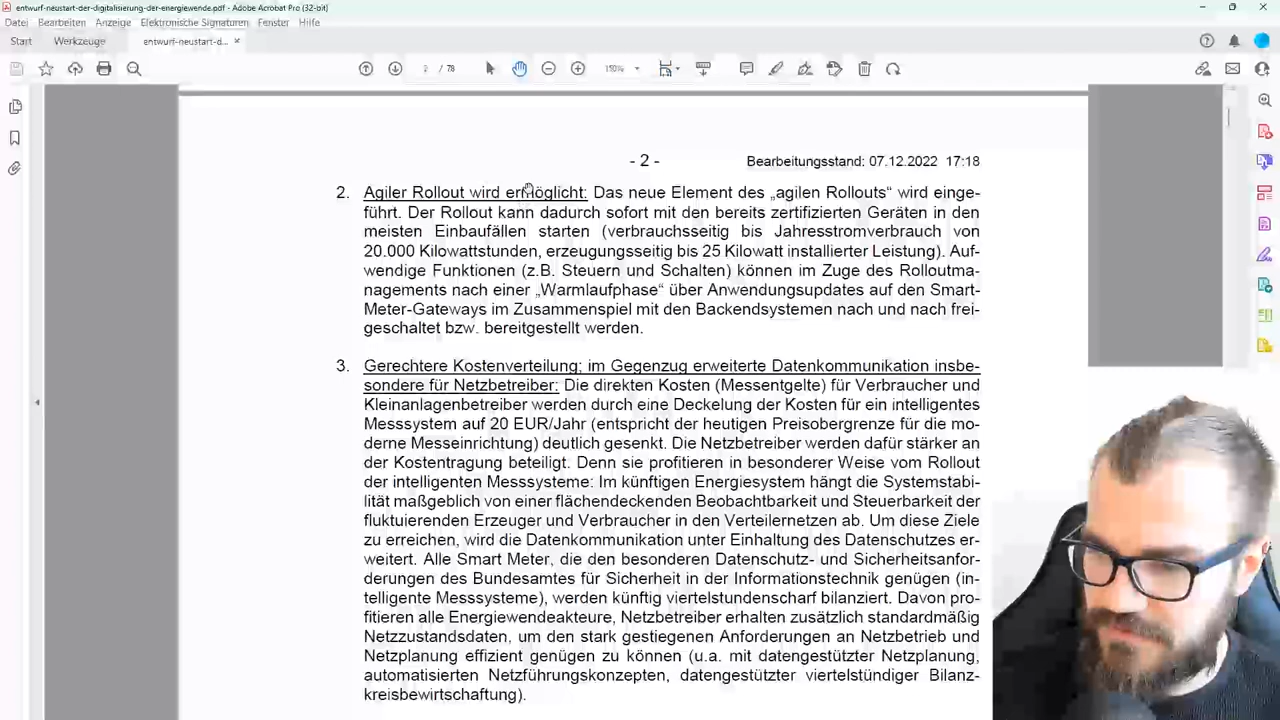 entwurf-neustart-der-digitalisierung-der-energiewende.pdf - Adobe Acrobat Pro (32-bit)
Datei Bearbeiten Anzeige Elektronische Signaturen Fenster Hilfe
Start Werkzeuge entwurf-neustart-d... ×
/ 78 150%
- 2 - Bearbeitungsstand: 07.12.2022 17:18
2. Agiler Rollout wird ermöglicht: Das neue Element des „agilen Rollouts“ wird einge-
führt. Der Rollout kann dadurch sofort mit den bereits zertifizierten Geräten in den
meisten Einbaufällen starten (verbrauchsseitig bis Jahresstromverbrauch von
20.000 Kilowattstunden, erzeugungsseitig bis 25 Kilowatt installierter Leistung). Auf-
wendige Funktionen (z.B. Steuern und Schalten) können im Zuge des Rolloutma-
nagements nach einer „Warmlaufphase“ über Anwendungsupdates auf den Smart-
Meter-Gateways im Zusammenspiel mit den Backendsystemen nach und nach frei-
geschaltet bzw. bereitgestellt werden.
3. Gerechtere Kostenverteilung; im Gegenzug erweiterte Datenkommunikation insbe-
sondere für Netzbetreiber: Die direkten Kosten (Messentgelte) für Verbraucher und
Kleinanlagenbetreiber werden durch eine Deckelung der Kosten für ein intelligentes
Messsystem auf 20 EUR/Jahr (entspricht der heutigen Preisobergrenze für die mo-
derne Messeinrichtung) deutlich gesenkt. Die Netzbetreiber werden dafür stärker an
der Kostentragung beteiligt. Denn sie profitieren in besonderer Weise vom Rollout
der intelligenten Messsysteme: Im künftigen Energiesystem hängt die Systemstabi-
lität maßgeblich von einer flächendeckenden Beobachtbarkeit und Steuerbarkeit der
fluktuierenden Erzeuger und Verbraucher in den Verteilernetzen ab. Um diese Ziele
zu erreichen, wird die Datenkommunikation unter Einhaltung des Datenschutzes er-
weitert. Alle Smart Meter, die den besonderen Datenschutz- und Sicherheitsanfor-
derungen des Bundesamtes für Sicherheit in der Informationstechnik genügen (in-
telligente Messsysteme), werden künftig viertelstundenscharf bilanziert. Davon pro-
fitieren alle Energiewendeakteure, Netzbetreiber erhalten zusätzlich standardmäßig
Netzzustandsdaten, um den stark gestiegenen Anforderungen an Netzbetrieb und
Netzplanung effizient genügen zu können (u.a. mit datengestützter Netzplanung,
automatisierten Netzführungskonzepten, datengestützter viertelstündiger Bilanz-
kreisbewirtschaftung).